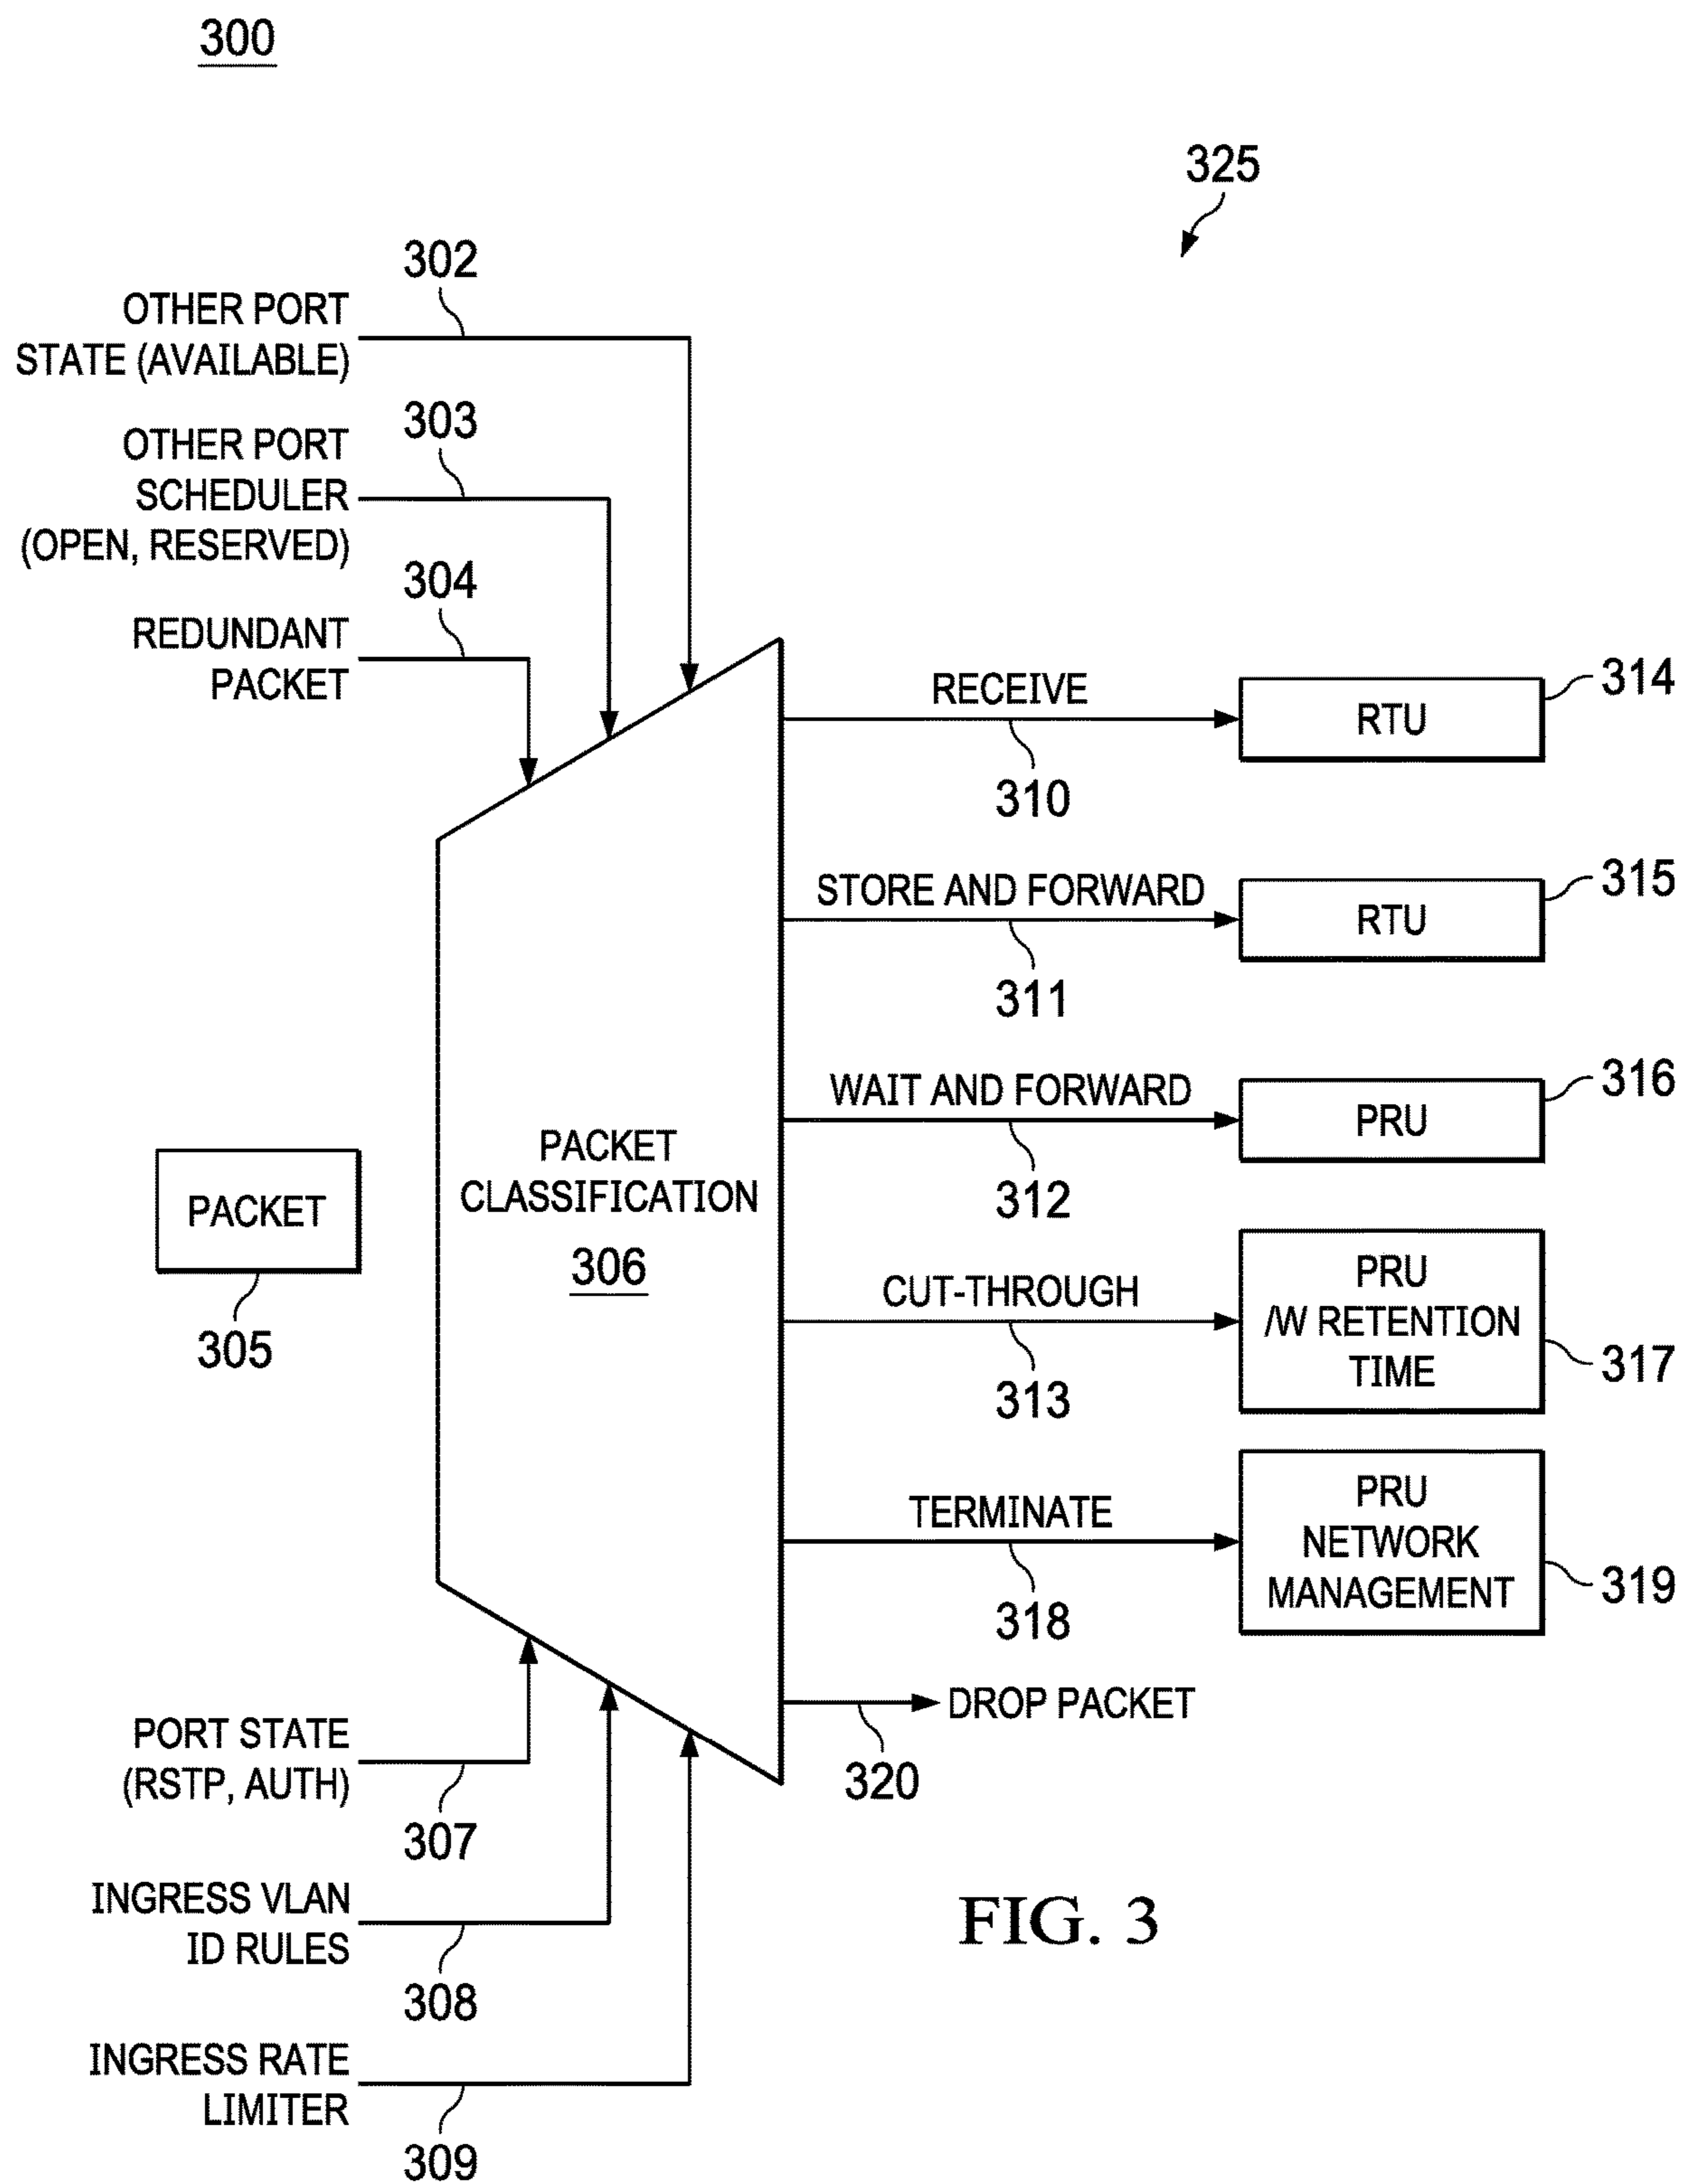 300
325
302
OTHER PORT
STATE (AVAILABLE)
303
OTHER PORT
SCHEDULER
(OPEN, RESERVED)
304
REDUNDANT
PACKET
RECEIVE
310
RTU
314
STORE AND FORWARD
311
RTU
315
WAIT AND FORWARD
312
PRU
316
PACKET
305
PACKET
CLASSIFICATION
306
CUT-THROUGH
313
PRU
/W RETENTION
TIME
317
TERMINATE
318
PRU
NETWORK
MANAGEMENT
319
DROP PACKET
320
PORT STATE
(RSTP, AUTH)
307
INGRESS VLAN
ID RULES
308
INGRESS RATE
LIMITER
309
FIG. 3